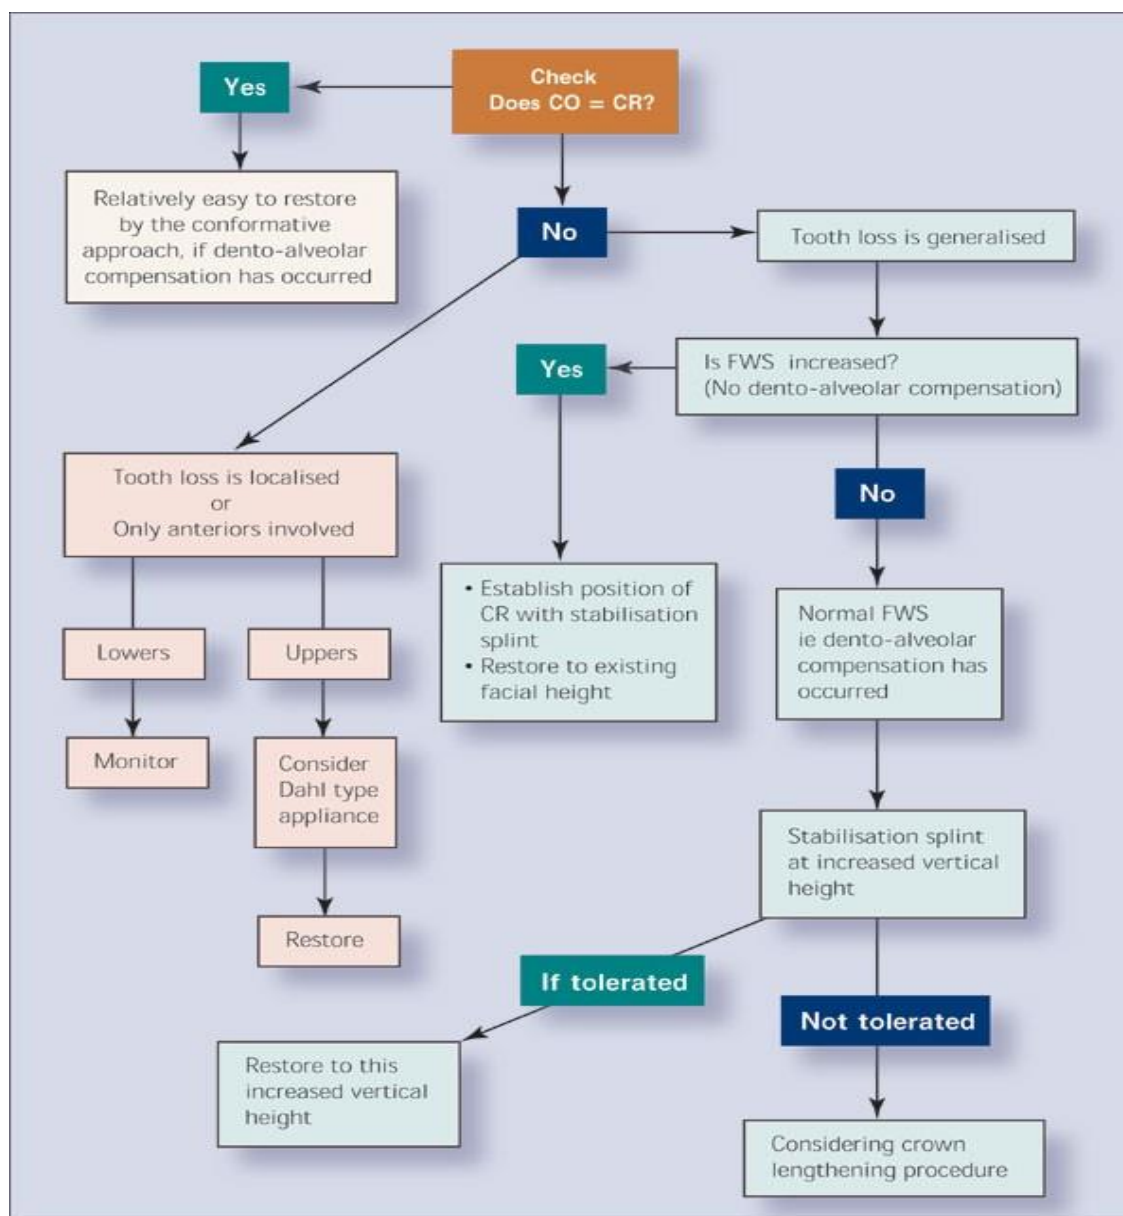 Check
Does CO = CR?
Yes
Relatively easy to restore
by the conformative
approach, if dento-alveolar
compensation has occurred
No
Tooth loss is generalised
Is FWS increased?
(No dento-alveolar compensation)
Yes
No
Tooth loss is localised
or
Only anteriors involved
• Establish position of
CR with stabilisation
splint
• Restore to existing
facial height
Normal FWS
ie dento-alveolar
compensation has
occurred
Lowers
Uppers
Monitor
Consider
Dahl type
appliance
Restore
Stabilisation splint
at increased vertical
height
If tolerated
Not tolerated
Restore to this
increased vertical
height
Considering crown
lengthening procedure